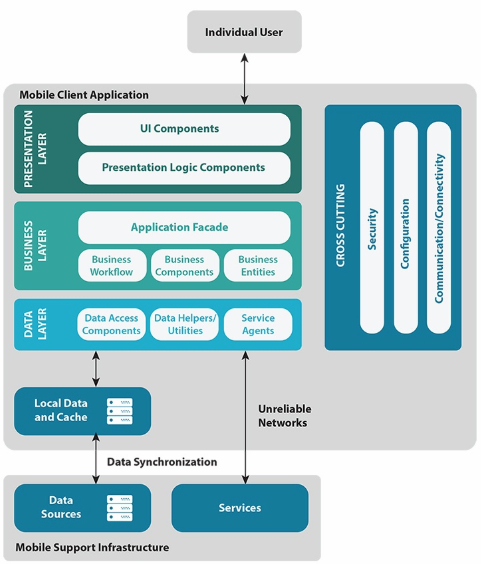 Individual User
Mobile Client Application
PRESENTATION
LAYER
UI Components
Presentation Logic Components
BUSINESS
LAYER
Application Facade
Business
Workflow
Business
Components
Business
Entities
DATA
LAYER
Data Access
Components
Data Helpers/
Utilities
Service
Agents
CROSS CUTTING
Security
Configuration
Communication/Connectivity
Local Data
and Cache
Unreliable
Networks
Data Synchronization
Data
Sources
Services
Mobile Support Infrastructure